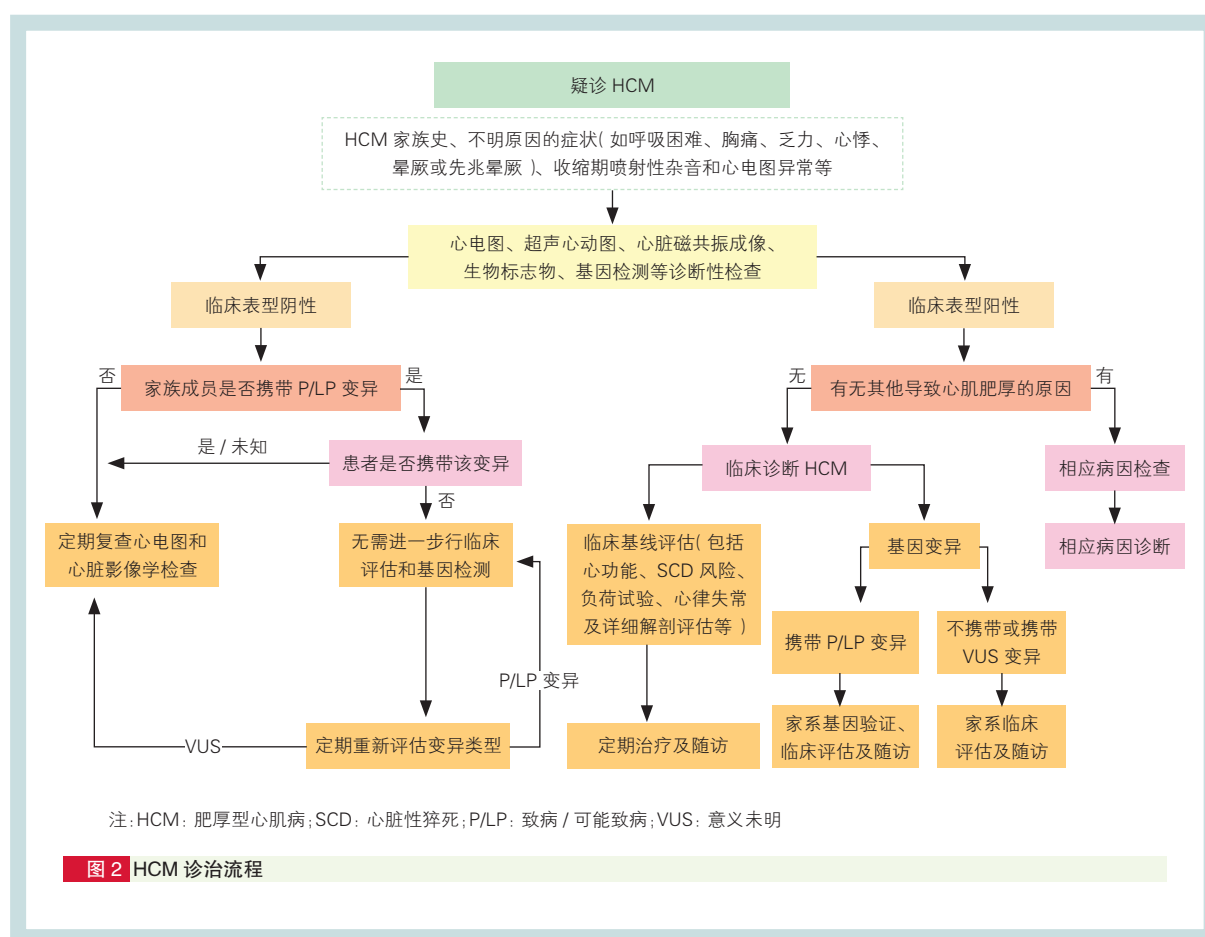 疑诊 HCM
HCM 家族史、不明原因的症状( 如呼吸困难、胸痛、乏力、心悸、
晕厥或先兆晕厥 )、收缩期喷射性杂音和心电图异常等
心电图、超声心动图、心脏磁共振成像、
生物标志物、基因检测等诊断性检查
临床表型阴性
临床表型阳性
否
家族成员是否携带 P/LP 变异
是
无
有无其他导致心肌肥厚的原因
有
是 / 未知
患者是否携带该变异
临床诊断 HCM
相应病因检查
否
定期复查心电图和
心脏影像学检查
无需进一步行临床
评估和基因检测
临床基线评估( 包括
心功能、SCD 风险、
负荷试验、心律失常
及详细解剖评估等 )
基因变异
相应病因诊断
携带 P/LP 变异
不携带或携带
VUS 变异
P/LP 变异
VUS
定期重新评估变异类型
定期治疗及随访
家系基因验证、
临床评估及随访
家系临床
评估及随访
注:HCM: 肥厚型心肌病;SCD: 心脏性猝死;P/LP: 致病 / 可能致病;VUS: 意义未明
图 2 HCM 诊治流程